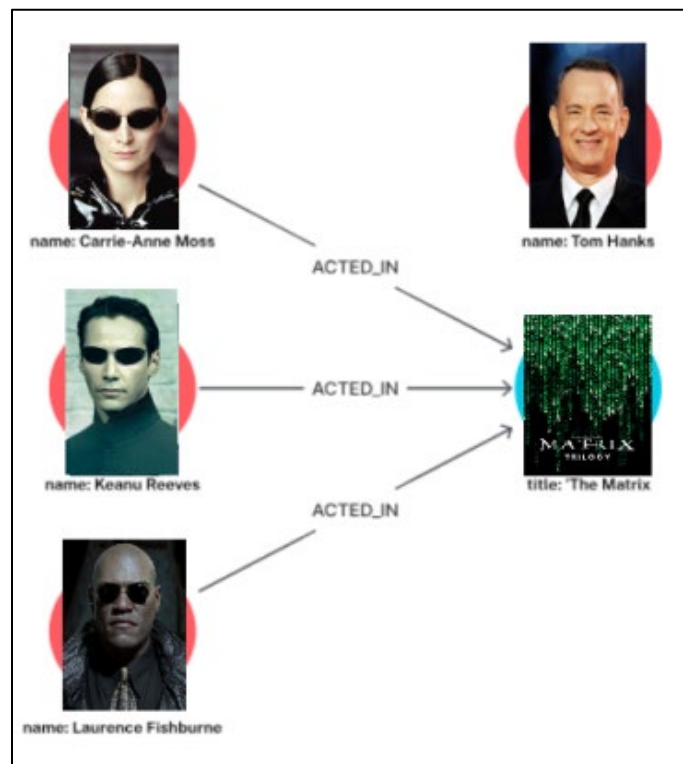 name: Carrie-Anne Moss
name: Tom Hanks
ACTED_IN
name: Keanu Reeves
ACTED_IN
MATRIX
TRILOGY
title: 'The Matrix
ACTED_IN
name: Laurence Fishburne